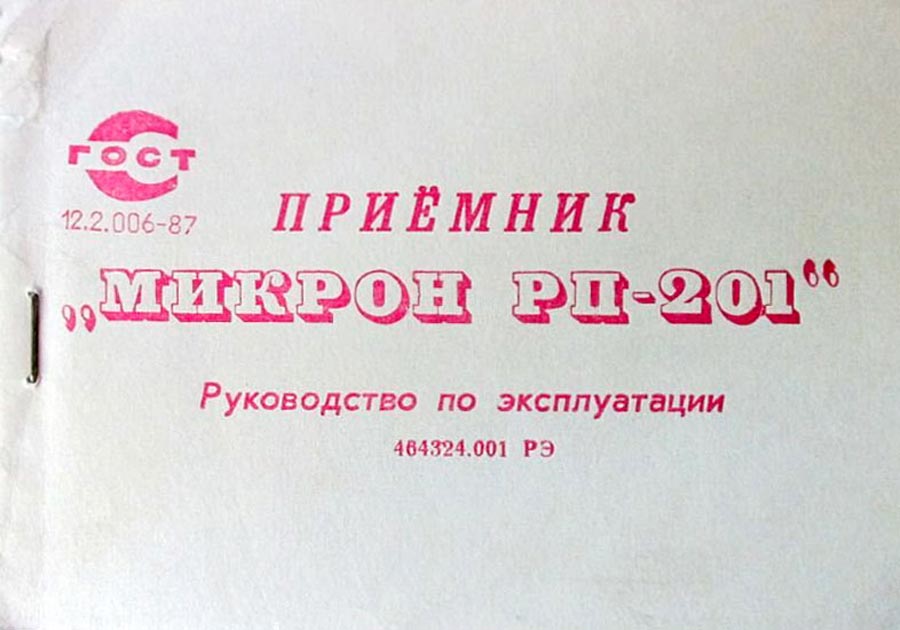 ГОСТ
12.2.006-87
ПРИЁМНИК
„МИКРОН РП-201“
Руководство по эксплуатации
464324.001 РЭ